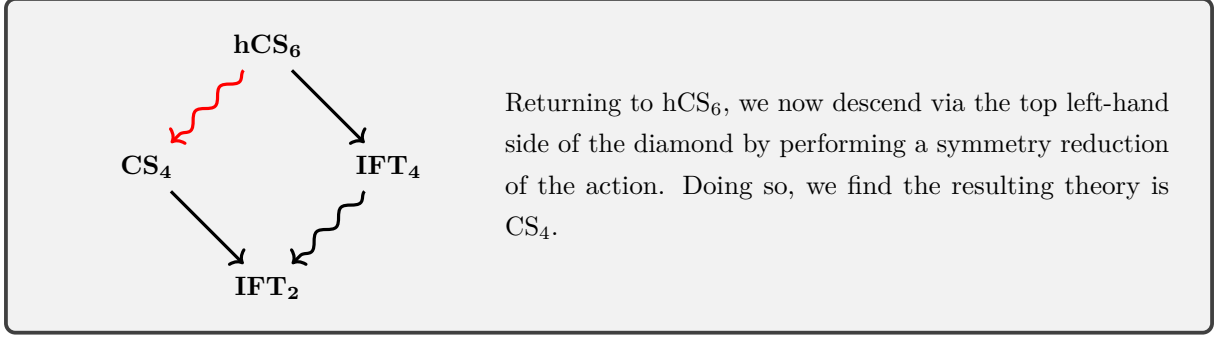 hCS₆
CS₄
IFT₄
IFT₂
Returning to hCS₆, we now descend via the top left-hand
side of the diamond by performing a symmetry reduction
of the action. Doing so, we find the resulting theory is
CS₄.